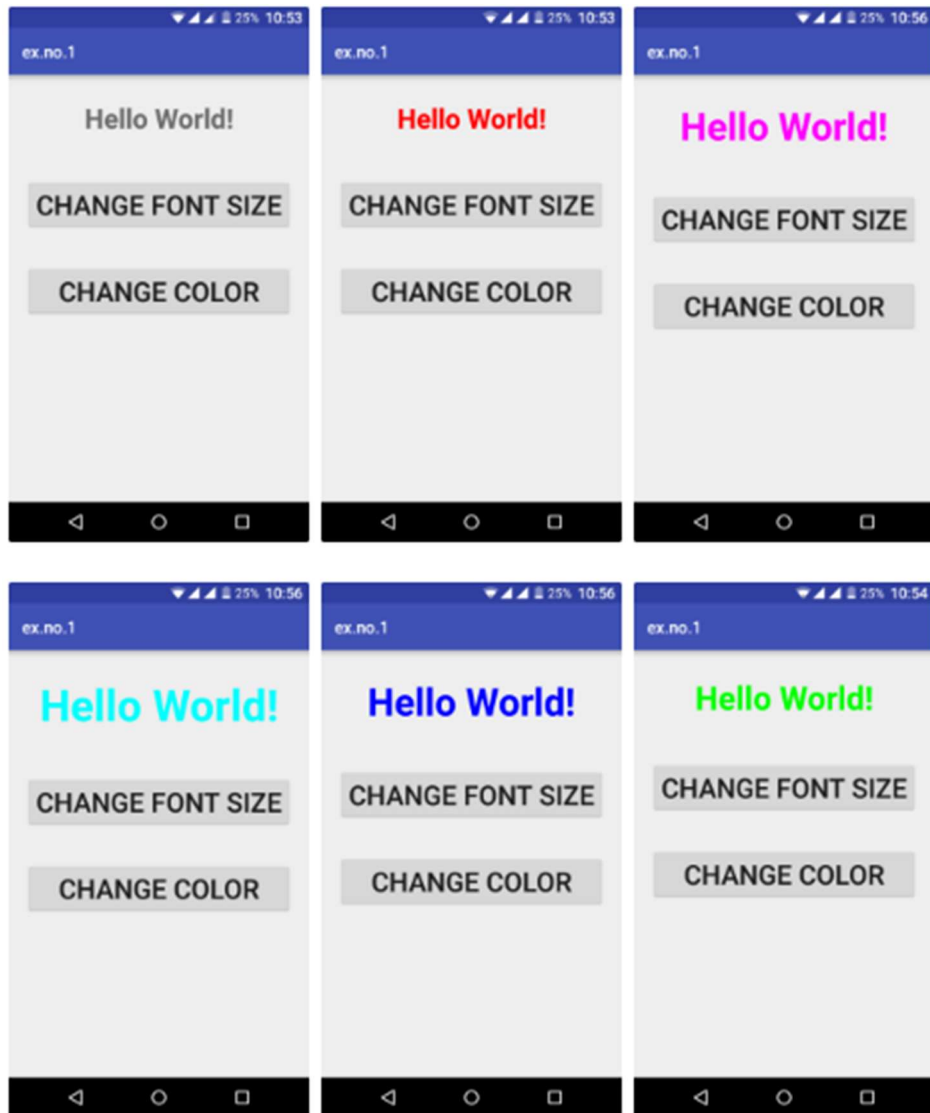 25% 10:53
ex.no.1
Hello World!
CHANGE FONT SIZE
CHANGE COLOR
25% 10:53
ex.no.1
Hello World!
CHANGE FONT SIZE
CHANGE COLOR
25% 10:56
ex.no.1
Hello World!
CHANGE FONT SIZE
CHANGE COLOR
25% 10:56
ex.no.1
Hello World!
CHANGE FONT SIZE
CHANGE COLOR
25% 10:56
ex.no.1
Hello World!
CHANGE FONT SIZE
CHANGE COLOR
25% 10:54
ex.no.1
Hello World!
CHANGE FONT SIZE
CHANGE COLOR